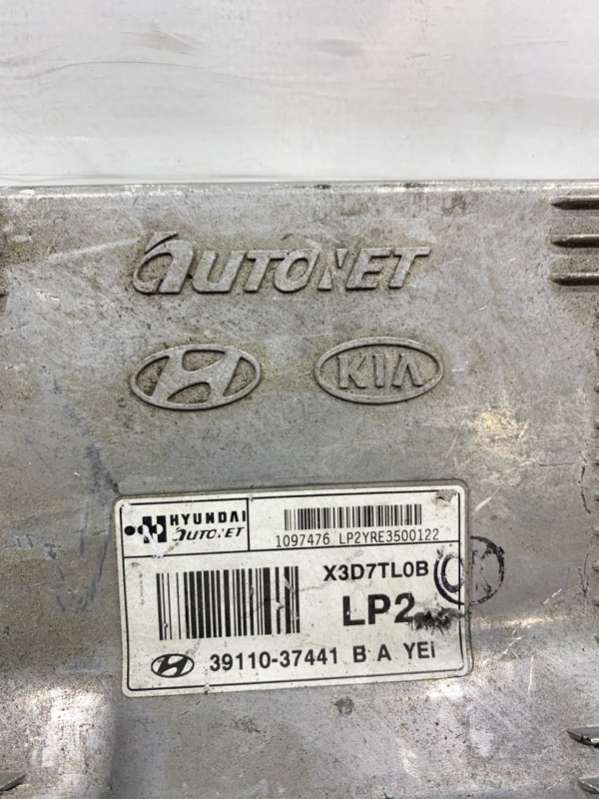 AUTONET
KIA
HYUNDAI
AUTONET
1097476 LP2YRE3500122
X3D7TL0B
LP2
39110-37441 B A YEi